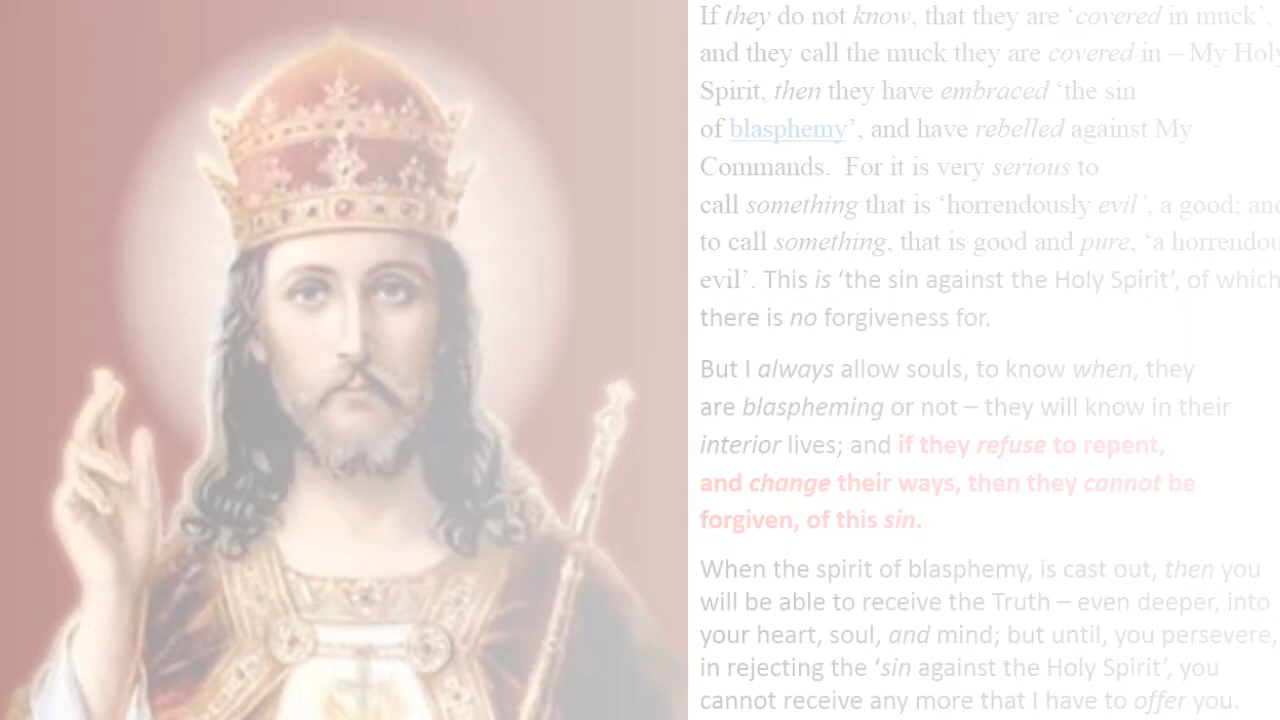 If they do not know, that they are ‘covered in muck’,
and they call the muck they are covered in – My Holy
Spirit, then they have embraced ‘the sin
of blasphemy’, and have rebelled against My
Commands.  For it is very serious to
call something that is ‘horrendously evil’, a good; and
to call something, that is good and pure, ‘a horrendou
evil’. This is ‘the sin against the Holy Spirit’, of which
there is no forgiveness for.
But I always allow souls, to know when, they
are blaspheming or not – they will know in their
interior lives; and if they refuse to repent,
and change their ways, then they cannot be
forgiven, of this sin.
When the spirit of blasphemy, is cast out, then you
will be able to receive the Truth – even deeper, into
your heart, soul, and mind; but until, you persevere,
in rejecting the ‘sin against the Holy Spirit’, you
cannot receive any more that I have to offer you.